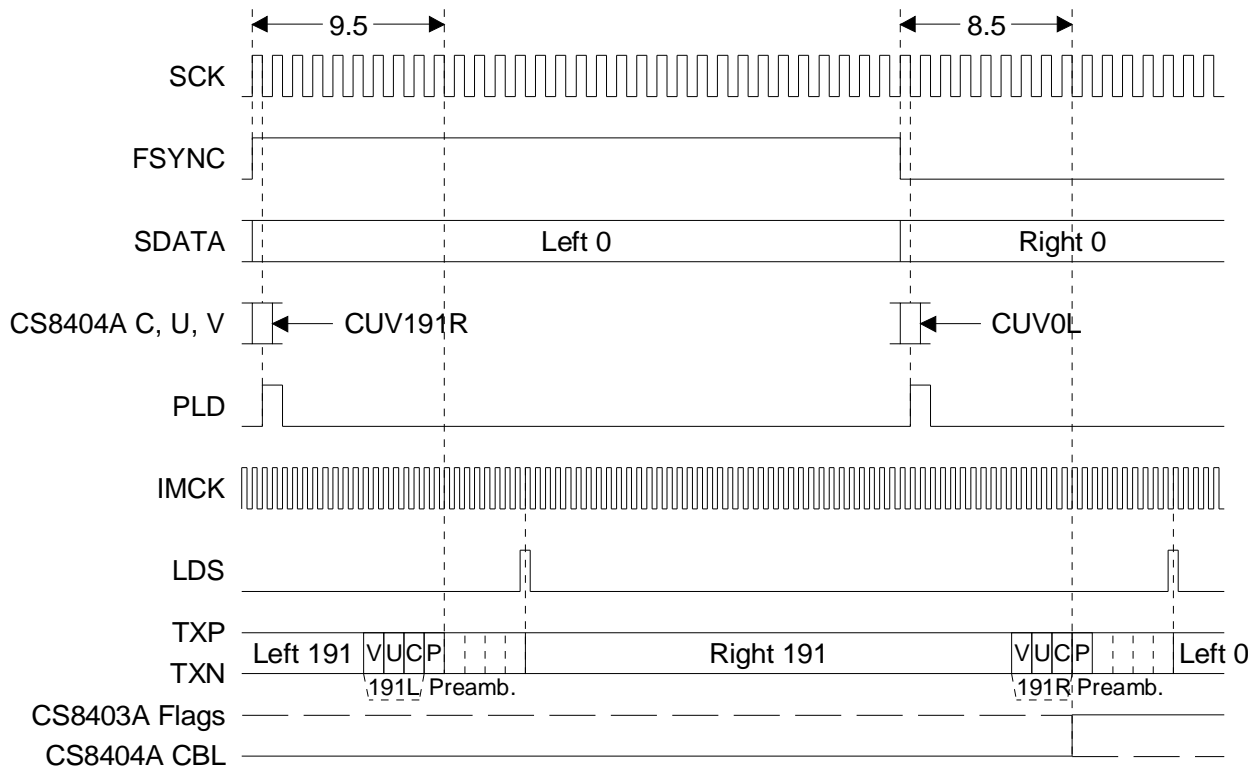 9.5
8.5
SCK
FSYNC
SDATA
Left 0
Right 0
CS8404A C, U, V
CUV191R
CUV0L
PLD
IMCK
LDS
TXP
TXN
Left 191
V U C P
Right 191
V U C P
Left 0
191L Preamb.
191R Preamb.
CS8403A Flags
CS8404A CBL